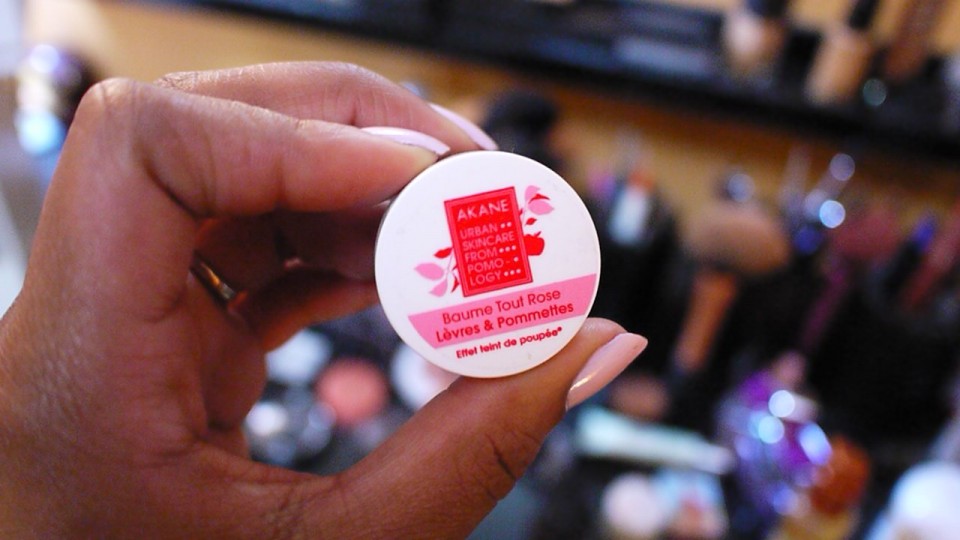 AKANE
URBAN
SKINCARE
FROM
POMO-
LOGY
Baume Tout Rose
Lèvres & Pommettes
Effet teint de poupée*